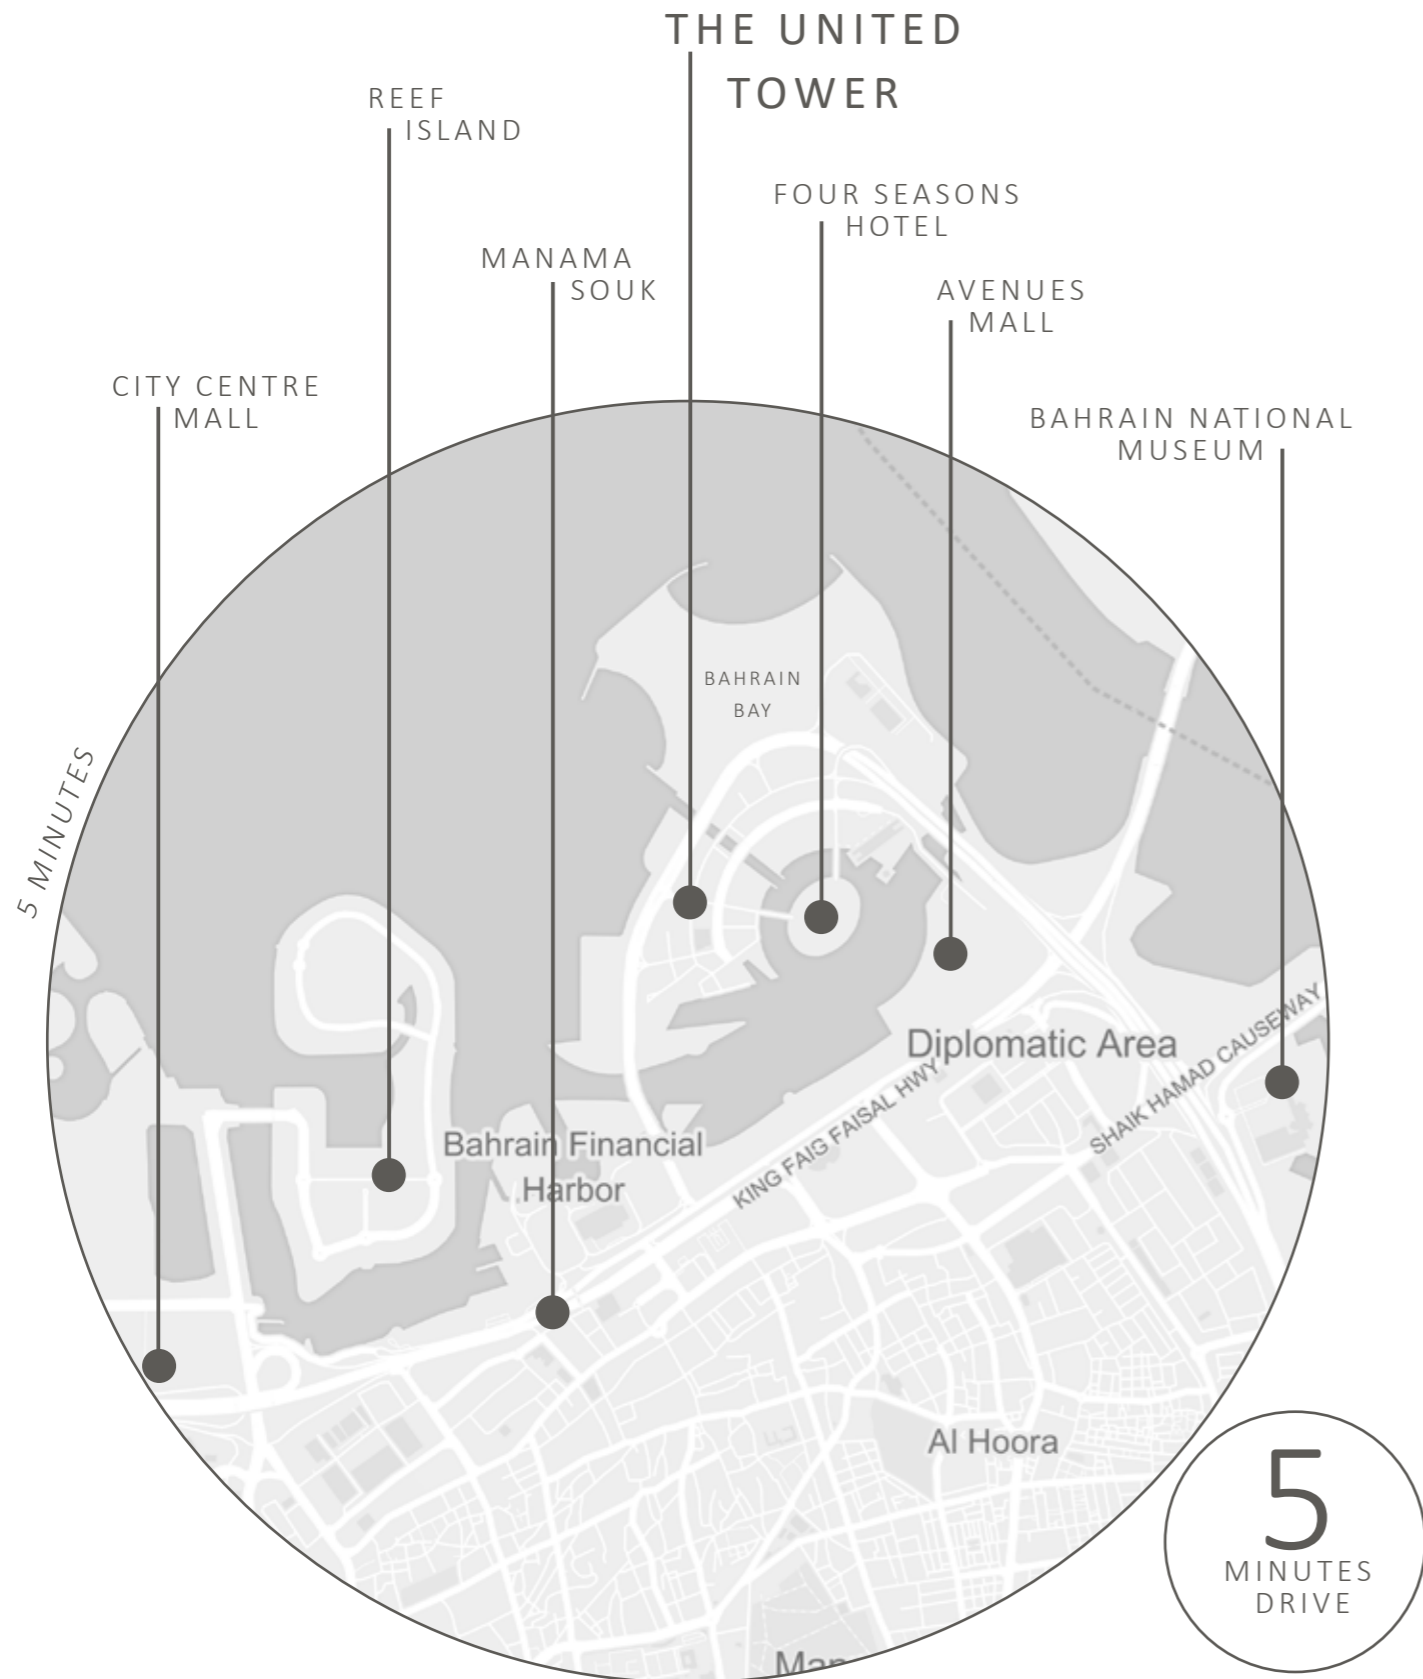 THE UNITED
TOWER
REEF
ISLAND
FOUR SEASONS
HOTEL
MANAMA
SOUK
AVENUES
MALL
CITY CENTRE
MALL
BAHRAIN NATIONAL
MUSEUM
BAHRAIN
BAY
5 MINUTES
Diplomatic Area
SHAIK HAMAD CAUSEWAY
KING FAIG FAISAL HWY
Bahrain Financial
Harbor
Al Hoora
5
MINUTES
DRIVE